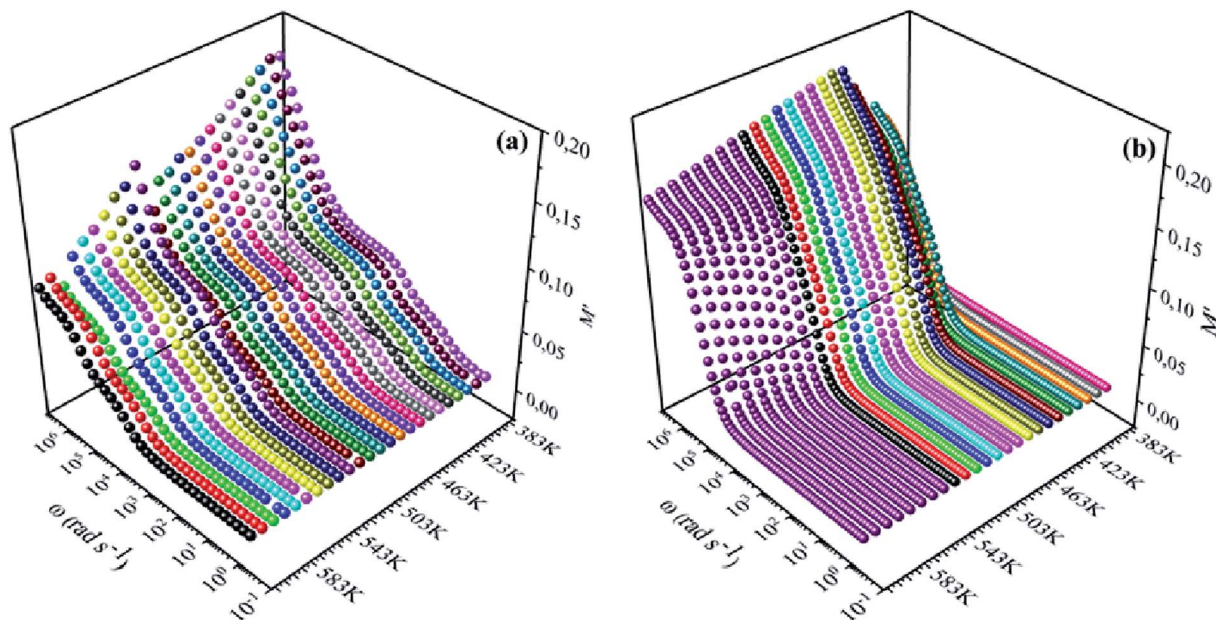 (a)
0,20
0,15
0,10
0,05
0,00
M'
10⁶
10⁵
10⁴
10³
10²
10¹
10⁰
10⁻¹
ω (rad s⁻¹)
383K
423K
463K
503K
543K
583K
(b)
0,20
0,15
0,10
0,05
0,00
M'
10⁶
10⁵
10⁴
10³
10²
10¹
10⁰
10⁻¹
ω (rad s⁻¹)
383K
423K
463K
503K
543K
583K